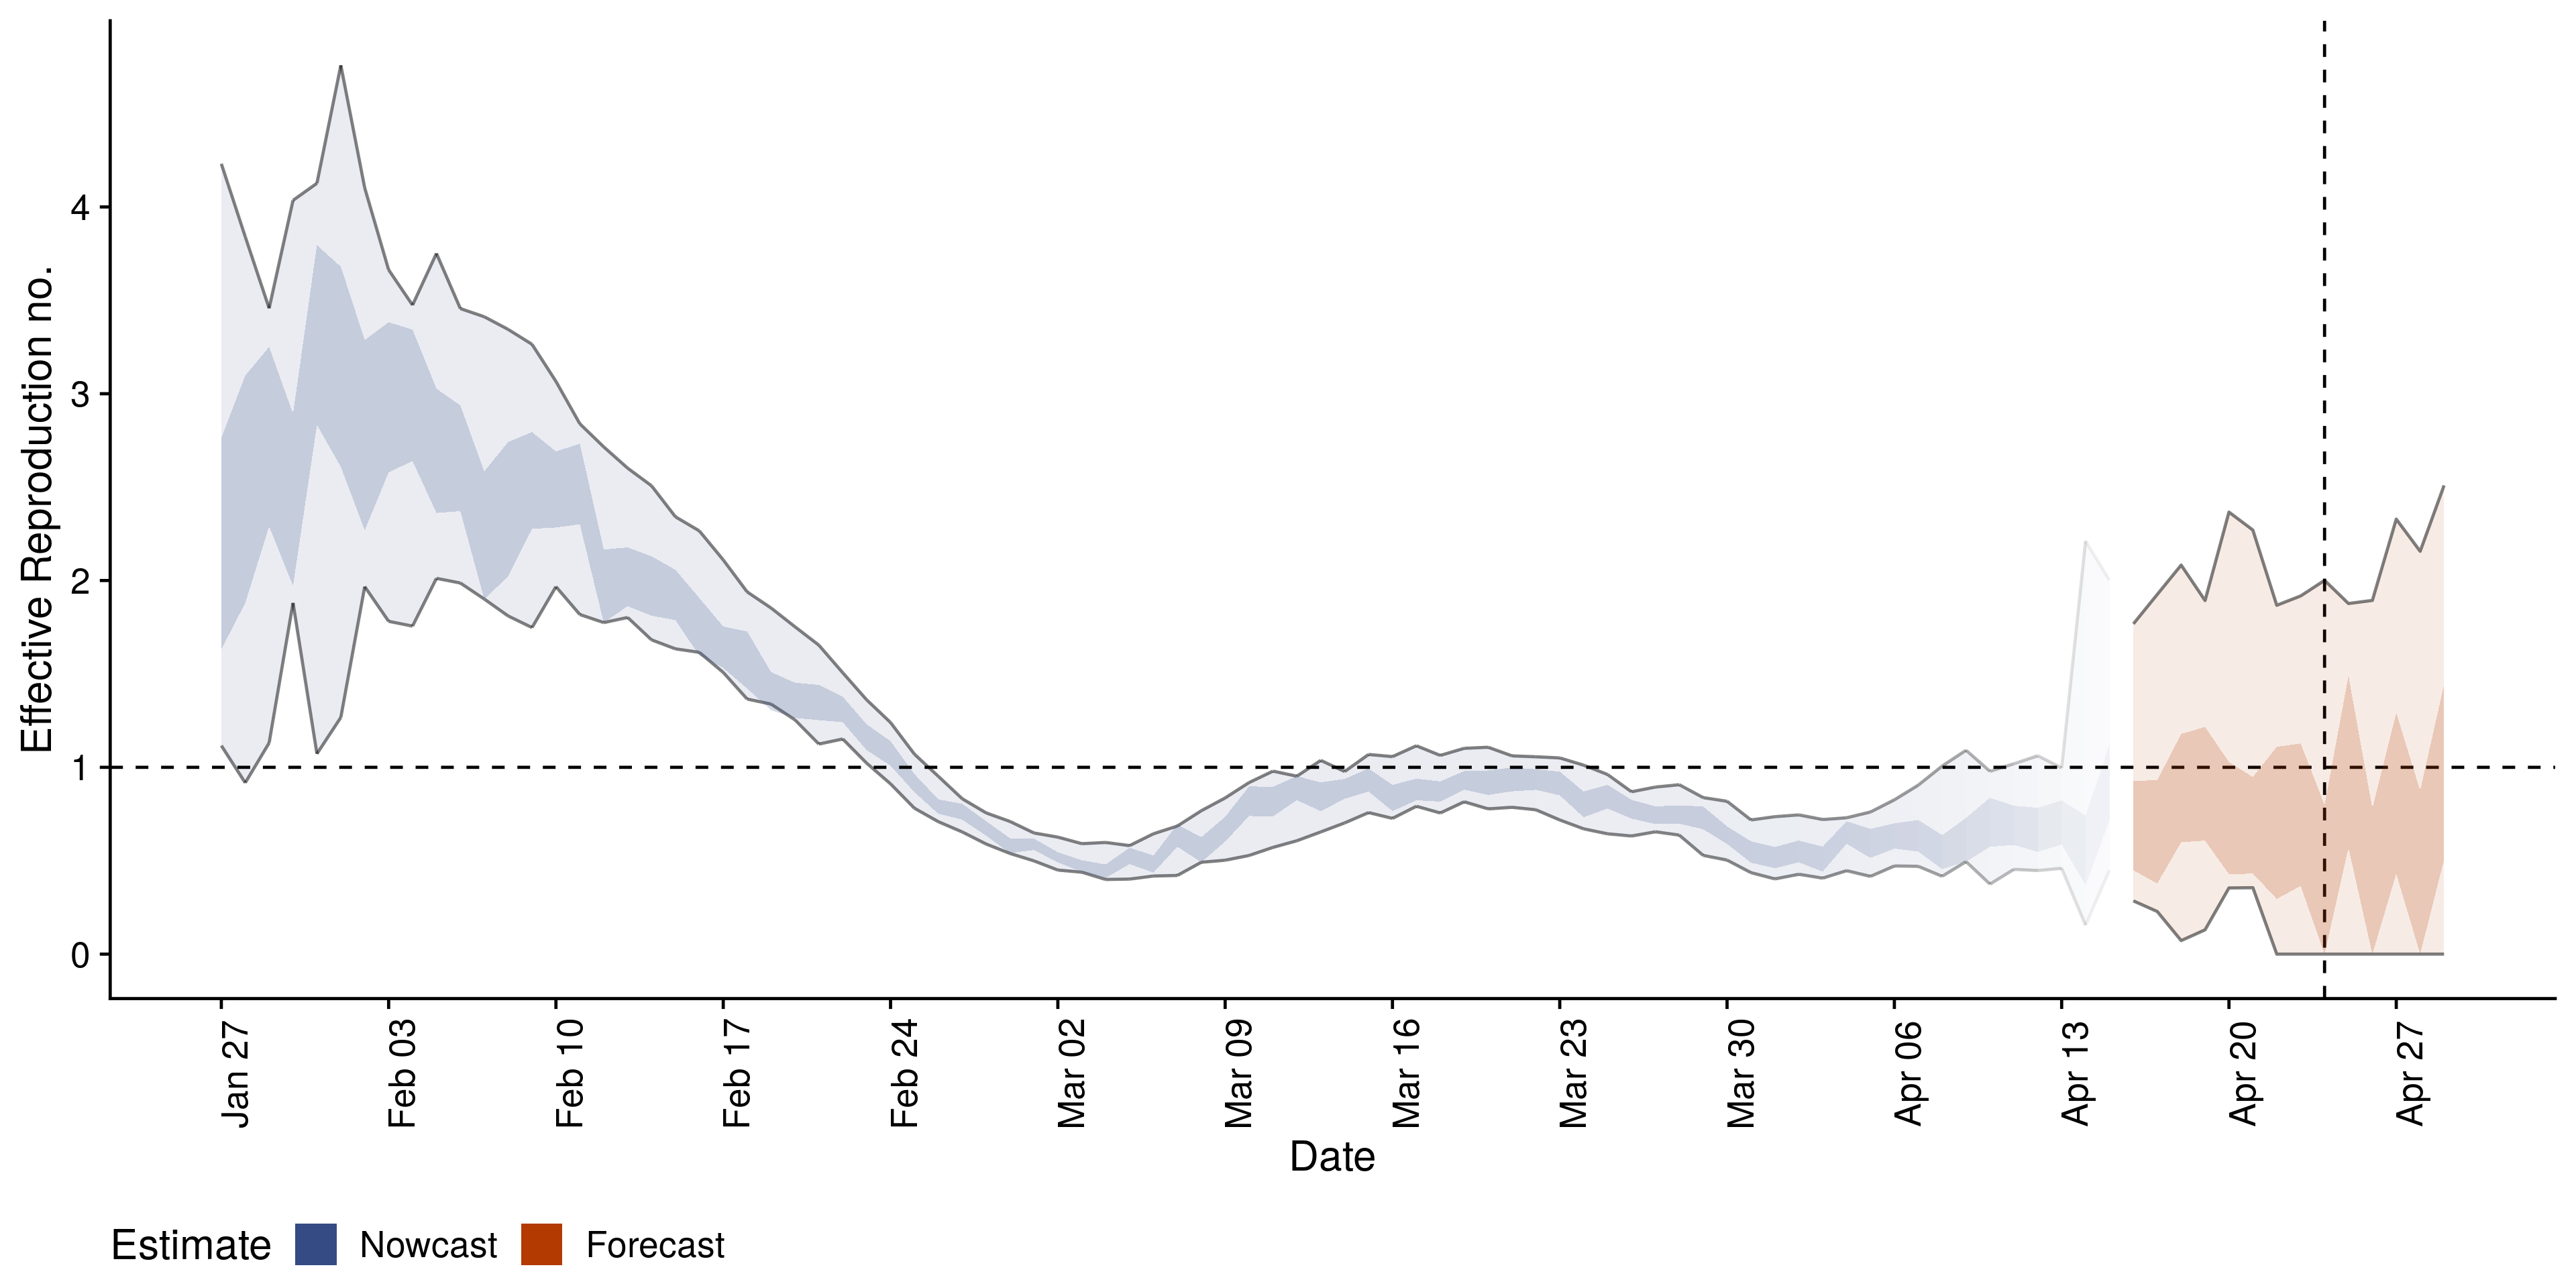 Effective Reproduction no.
4
3
2
1
0
Jan 27
Feb 03
Feb 10
Feb 17
Feb 24
Mar 02
Mar 09
Mar 16
Mar 23
Mar 30
Apr 06
Apr 13
Apr 20
Apr 27
Date
Estimate Nowcast Forecast